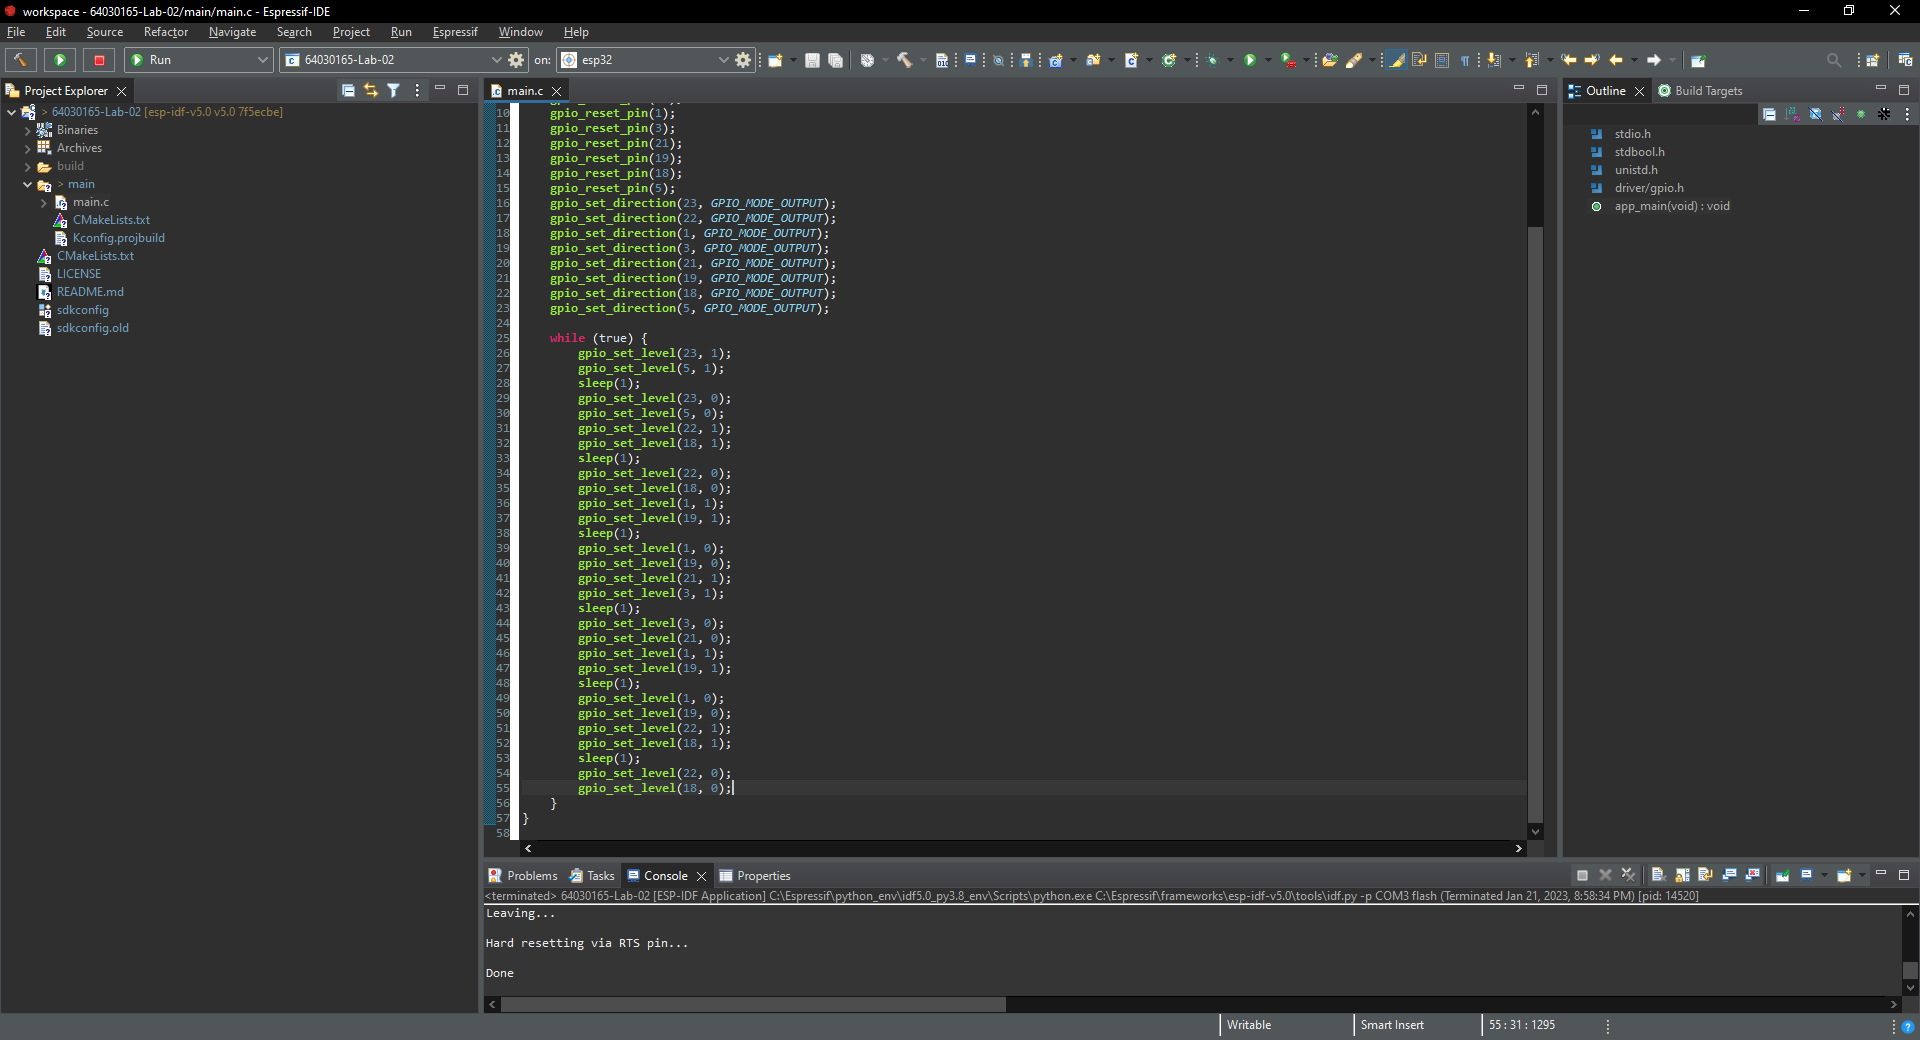 workspace - 64030165-Lab-02/main/main.c - Espressif-IDE
File Edit Source Refactor Navigate Search Project Run Espressif Window Help
Run 64030165-Lab-02 on: esp32
Project Explorer
> 64030165-Lab-02 [esp-idf-v5.0 v5.0 7f5ecbe]
Binaries
Archives
build
> main
main.c
CMakeLists.txt
Kconfig.projbuild
CMakeLists.txt
LICENSE
README.md
sdkconfig
sdkconfig.old
main.c
10 gpio_reset_pin(1);
11 gpio_reset_pin(3);
12 gpio_reset_pin(21);
13 gpio_reset_pin(19);
14 gpio_reset_pin(18);
15 gpio_reset_pin(5);
16 gpio_set_direction(23, GPIO_MODE_OUTPUT);
17 gpio_set_direction(22, GPIO_MODE_OUTPUT);
18 gpio_set_direction(1, GPIO_MODE_OUTPUT);
19 gpio_set_direction(3, GPIO_MODE_OUTPUT);
20 gpio_set_direction(21, GPIO_MODE_OUTPUT);
21 gpio_set_direction(19, GPIO_MODE_OUTPUT);
22 gpio_set_direction(18, GPIO_MODE_OUTPUT);
23 gpio_set_direction(5, GPIO_MODE_OUTPUT);
24
25 while (true) {
26 gpio_set_level(23, 1);
27 gpio_set_level(5, 1);
28 sleep(1);
29 gpio_set_level(23, 0);
30 gpio_set_level(5, 0);
31 gpio_set_level(22, 1);
32 gpio_set_level(18, 1);
33 sleep(1);
34 gpio_set_level(22, 0);
35 gpio_set_level(18, 0);
36 gpio_set_level(1, 1);
37 gpio_set_level(19, 1);
38 sleep(1);
39 gpio_set_level(1, 0);
40 gpio_set_level(19, 0);
41 gpio_set_level(21, 1);
42 gpio_set_level(3, 1);
43 sleep(1);
44 gpio_set_level(3, 0);
45 gpio_set_level(21, 0);
46 gpio_set_level(1, 1);
47 gpio_set_level(19, 1);
48 sleep(1);
49 gpio_set_level(1, 0);
50 gpio_set_level(19, 0);
51 gpio_set_level(22, 1);
52 gpio_set_level(18, 1);
53 sleep(1);
54 gpio_set_level(22, 0);
55 gpio_set_level(18, 0);
56 }
57 }
58
Outline Build Targets
stdio.h
stdbool.h
unistd.h
driver/gpio.h
app_main(void) : void
Problems Tasks Console Properties
<terminated> 64030165-Lab-02 [ESP-IDF Application] C:\Espressif\python_env\idf5.0_py3.8_env\Scripts\python.exe C:\Espressif\frameworks\esp-idf-v5.0\tools\idf.py -p COM3 flash (Terminated Jan 21, 2023, 8:58:34 PM) [pid: 14520]
Leaving...
Hard resetting via RTS pin...
Done
Writable Smart Insert 55 : 31 : 1295